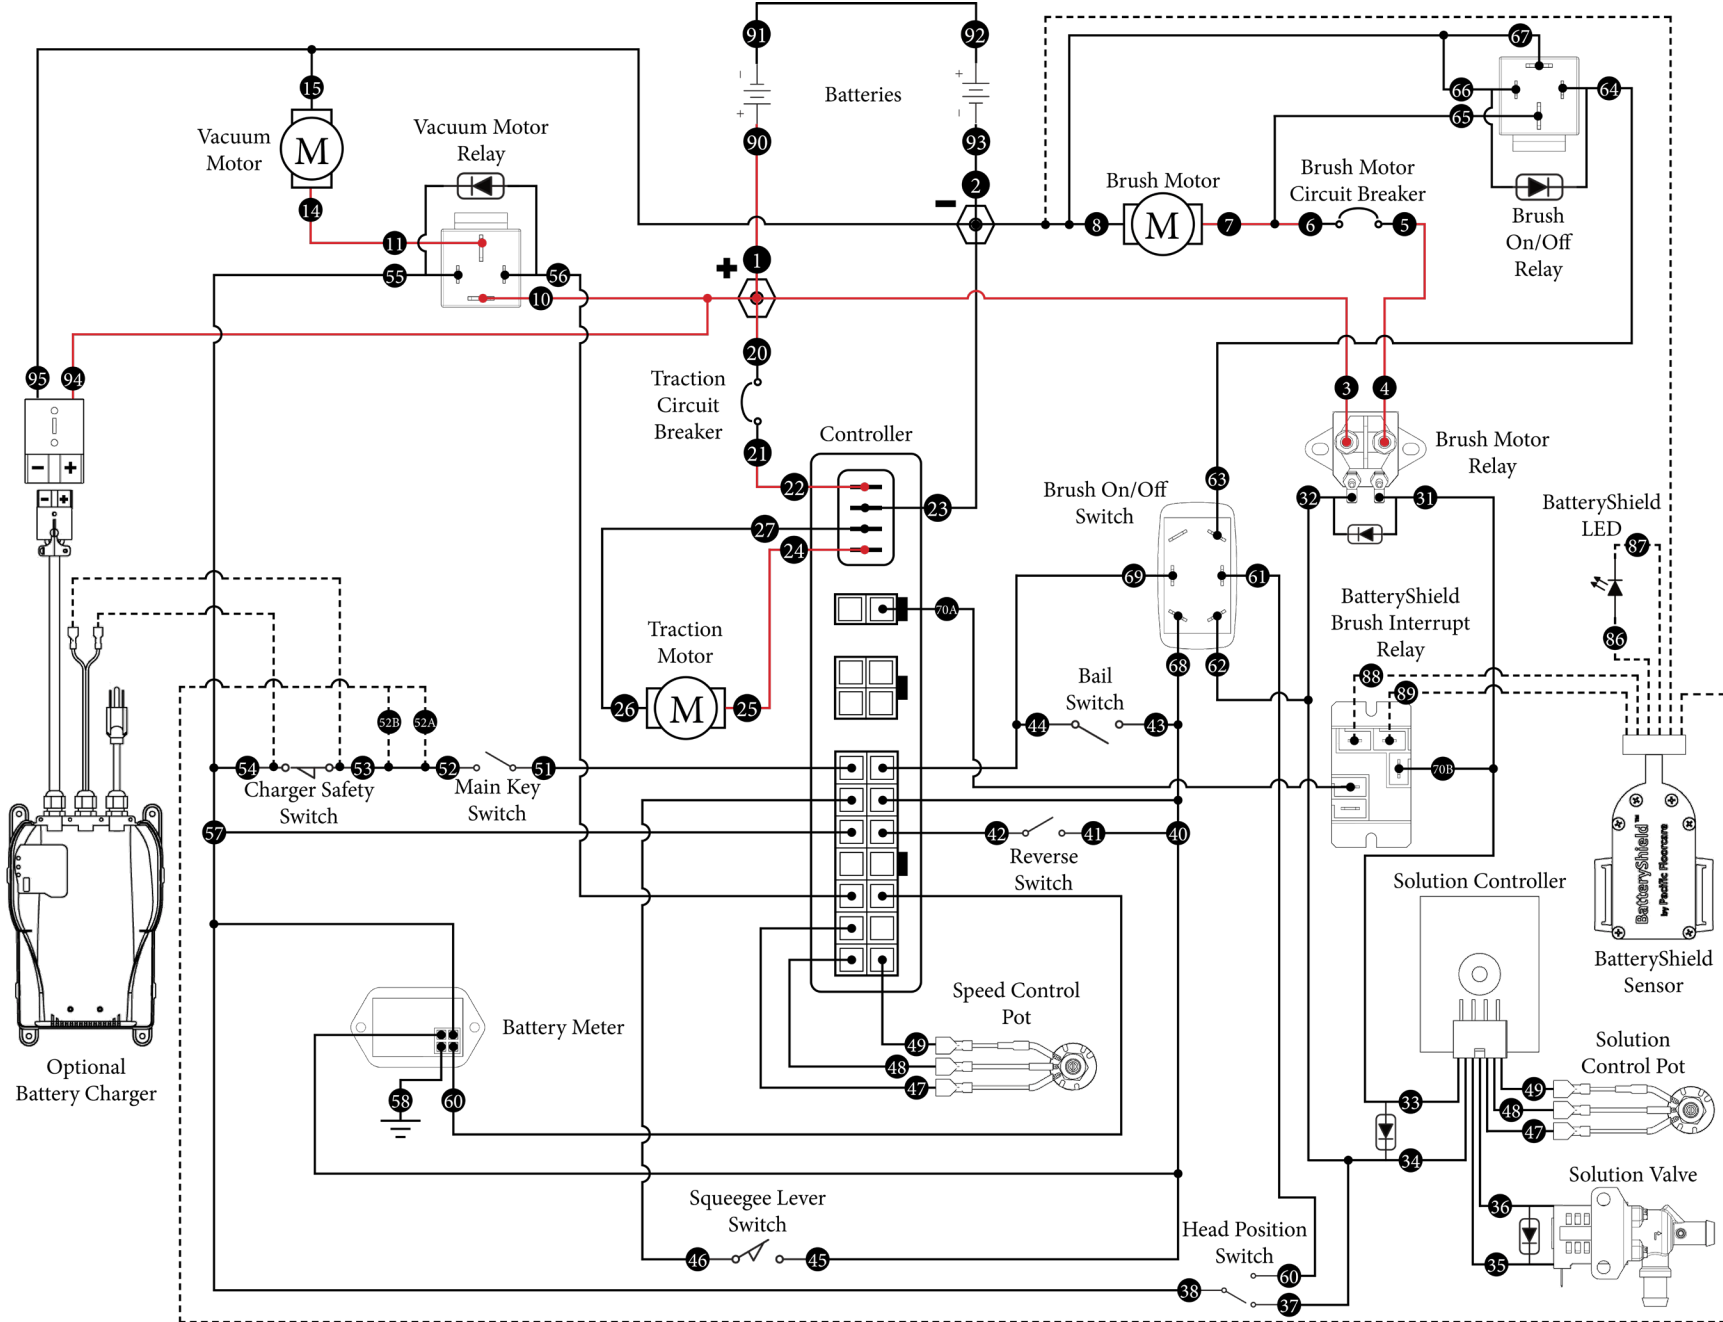 91
92
67
15
Batteries
66
64
Vacuum
Motor
M
Vacuum Motor
Relay
65
90
93
Brush Motor
Brush Motor
Circuit Breaker
2
14
-
8
M
7
6
5
Brush
On/Off
Relay
11
1
+
55
56
10
20
95
94
Traction
Circuit
Breaker
3
4
Controller
Brush Motor
Relay
21
- +
22
63
Brush On/Off
Switch
32
31
BatteryShield
LED
- +
23
27
24
87
69
61
70A
BatteryShield
Brush Interrupt
Relay
86
Traction
Motor
68
62
Bail
Switch
88
89
26
M
25
52B
52A
44
43
54
53
52
51
70B
Charger Safety
Switch
Main Key
Switch
57
42
41
40
Reverse
Switch
BatteryShield™
by Pacific Floorcare
Solution Controller
BatteryShield
Sensor
Speed Control
Pot
Battery Meter
49
48
47
Solution
Control Pot
Optional
Battery Charger
58
60
33
49
48
47
34
Solution Valve
Squeegee Lever
Switch
36
Head Position
Switch
46
45
35
60
38
37